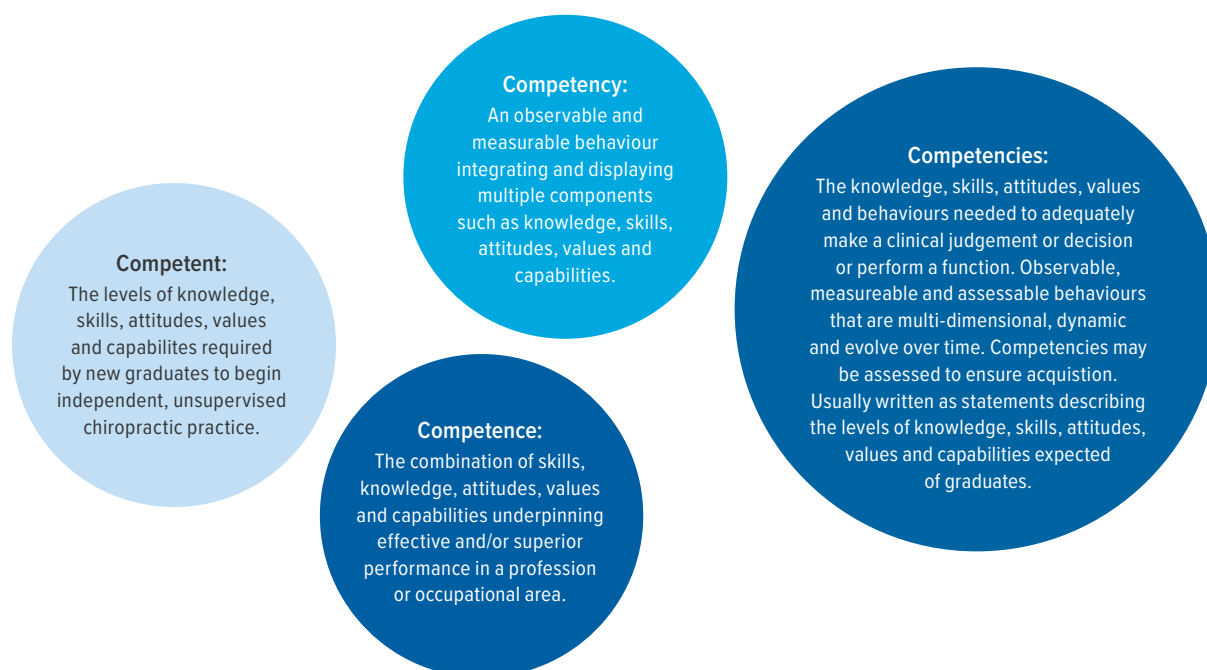 Competent:
The levels of knowledge,
skills, attitudes, values
and capabilites required
by new graduates to begin
independent, unsupervised
chiropractic practice.
Competency:
An observable and
measurable behaviour
integrating and displaying
multiple components
such as knowledge, skills,
attitudes, values and
capabilities.
Competence:
The combination of skills,
knowledge, attitudes, values
and capabilities underpinning
effective and/or superior
performance in a profession
or occupational area.
Competencies:
The knowledge, skills, attitudes, values
and behaviours needed to adequately
make a clinical judgement or decision
or perform a function. Observable,
measureable and assessable behaviours
that are multi-dimensional, dynamic
and evolve over time. Competencies may
be assessed to ensure acquistion.
Usually written as statements describing
the levels of knowledge, skills, attitudes,
values and capabilities expected
of graduates.